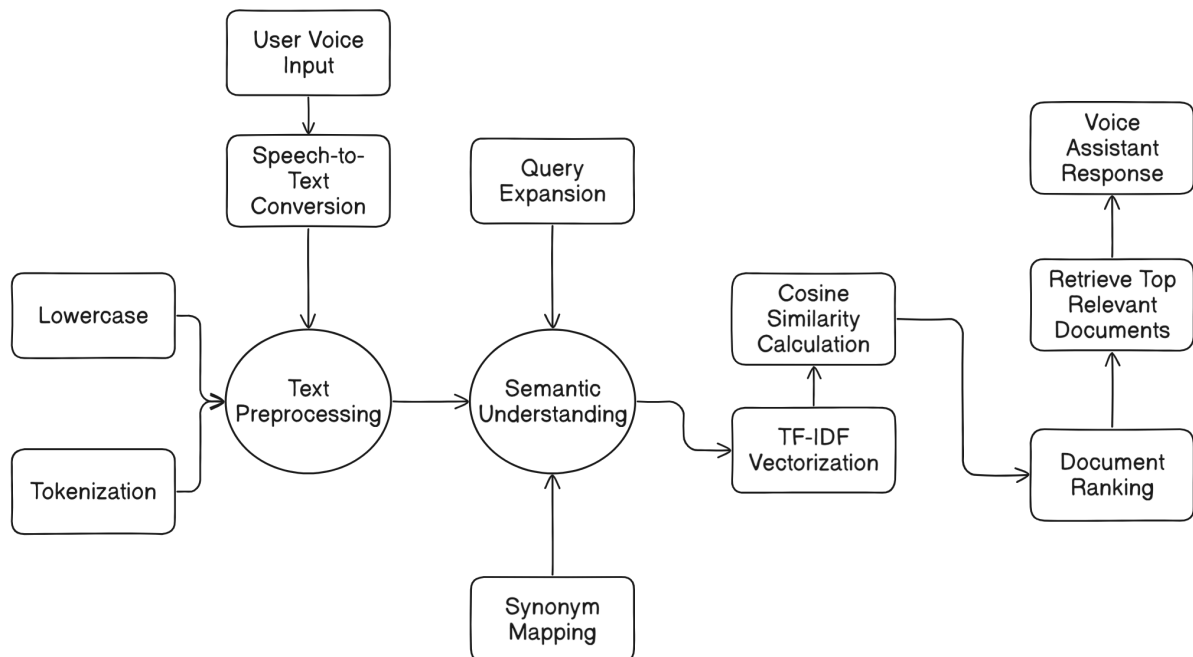 User Voice
Input
Speech-to-
Text
Conversion
Query
Expansion
Voice
Assistant
Response
Lowercase
Cosine
Similarity
Calculation
Retrieve Top
Relevant
Documents
Text
Preprocessing
Semantic
Understanding
Tokenization
TF-IDF
Vectorization
Document
Ranking
Synonym
Mapping